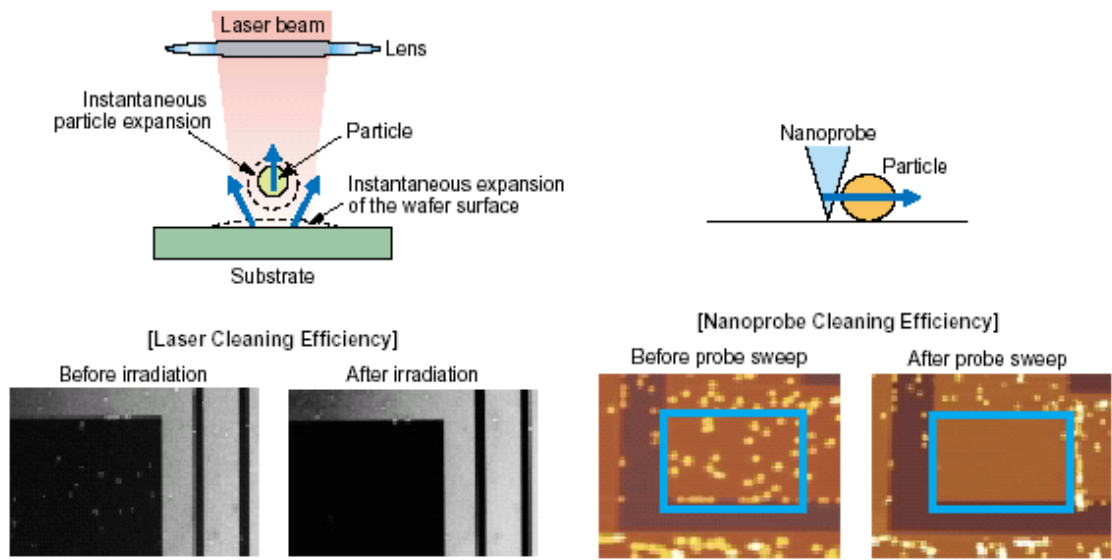 Laser beam
Lens
Instantaneous
particle expansion
Particle
Instantaneous expansion
of the wafer surface
Substrate
Nanoprobe
Particle
[Laser Cleaning Efficiency]
Before irradiation
After irradiation
[Nanoprobe Cleaning Efficiency]
Before probe sweep
After probe sweep